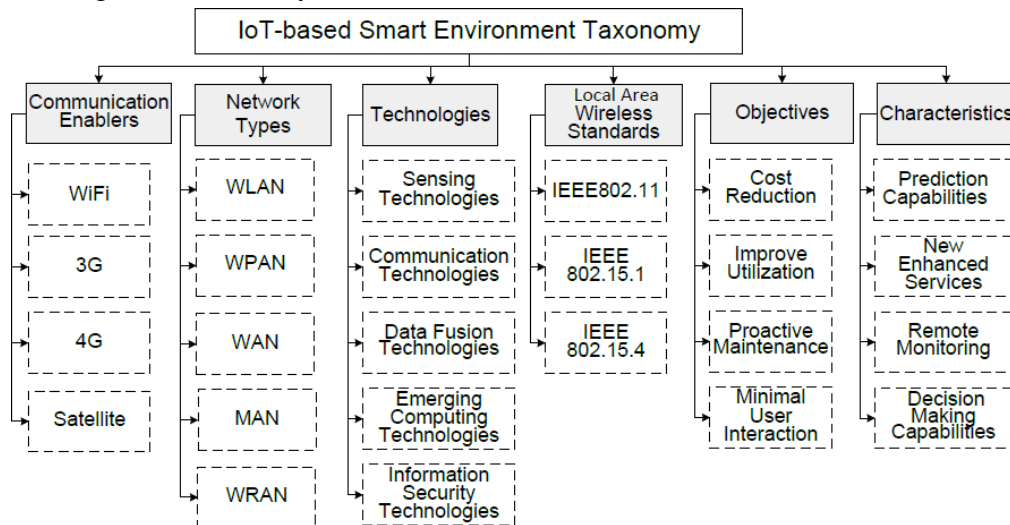 IoT-based Smart Environment Taxonomy
Communication
Enablers
WiFi
3G
4G
Satellite
Network
Types
WLAN
WPAN
WAN
MAN
WRAN
Technologies
Sensing
Technologies
Communication
Technologies
Data Fusion
Technologies
Emerging
Computing
Technologies
Information
Security
Technologies
Local Area
Wireless
Standards
IEEE802.11
IEEE
802.15.1
IEEE
802.15.4
Objectives
Cost
Reduction
Improve
Utilization
Proactive
Maintenance
Minimal
User
Interaction
Characteristics
Prediction
Capabilities
New
Enhanced
Services
Remote
Monitoring
Decision
Making
Capabilities